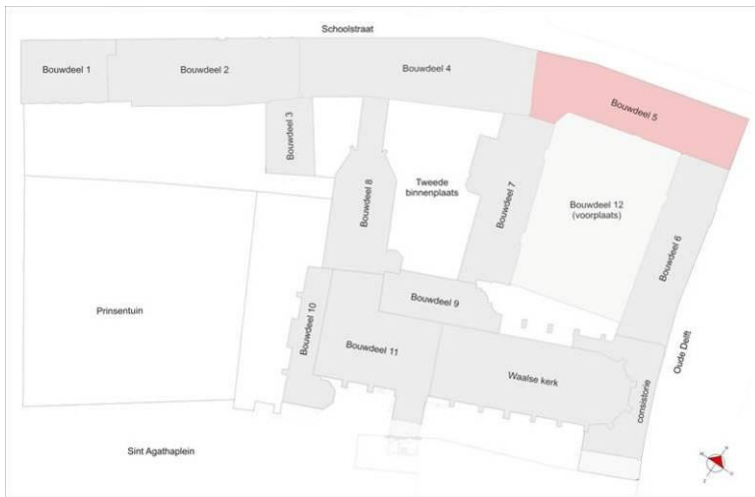 Schoolstraat
Bouwdeel 1
Bouwdeel 2
Bouwdeel 4
Bouwdeel 5
Bouwdeel 3
Bouwdeel 8
Tweede
binnenplaats
Bouwdeel 7
Bouwdeel 12
(voorplaats)
Bouwdeel 6
Prinsentuin
Bouwdeel 10
Bouwdeel 9
Bouwdeel 11
Waalse kerk
consistorie
Oude Delft
Sint Agathaplein